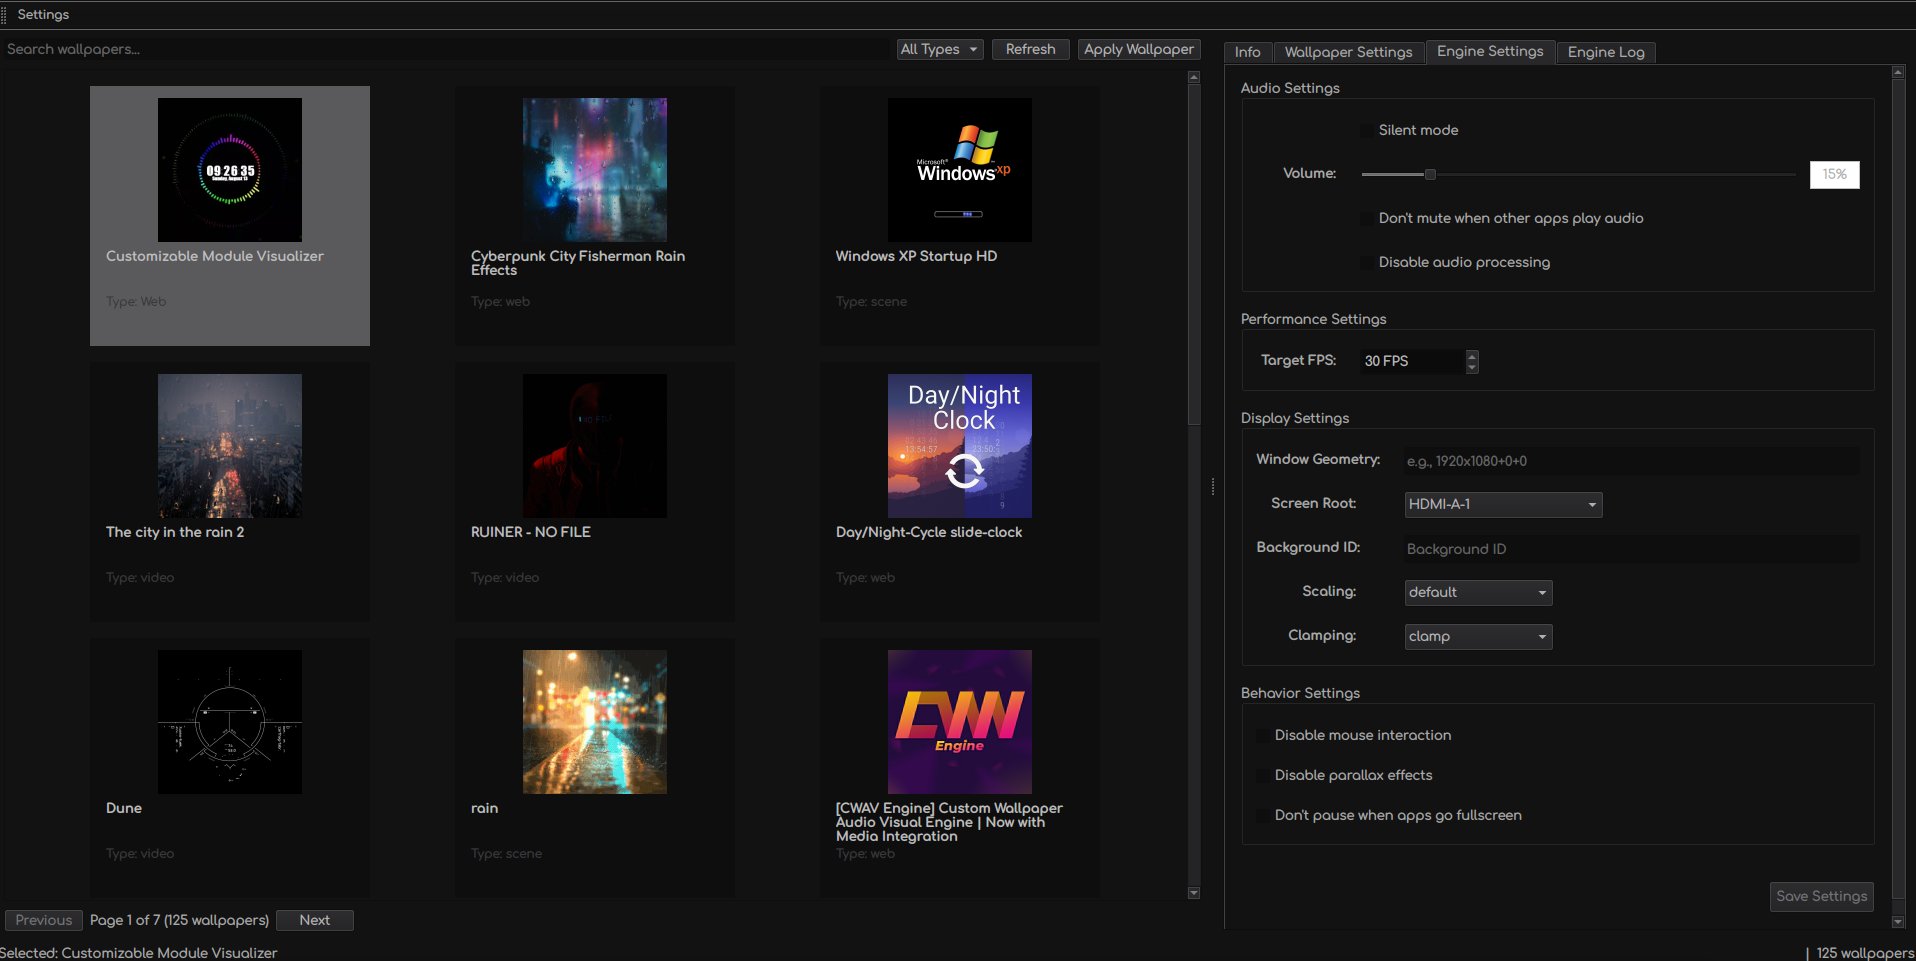 Settings
Search wallpapers...
All Types
Refresh
Apply Wallpaper
09 26 35
Sunday, August 13
Customizable Module Visualizer
Type: Web
Cyberpunk City Fisherman Rain
Effects
Type: web
Microsoft®
Windows xp
Windows XP Startup HD
Type: scene
The city in the rain 2
Type: video
NO FILE
RUINER - NO FILE
Type: video
Day/Night
Clock
Day/Night-Cycle slide-clock
Type: web
Dune
Type: video
rain
Type: scene
CWAV
Engine
[CWAV Engine] Custom Wallpaper
Audio Visual Engine | Now with
Media Integration
Type: web
Previous
Page 1 of 7 (125 wallpapers)
Next
Selected: Customizable Module Visualizer
Info
Wallpaper Settings
Engine Settings
Engine Log
Audio Settings
Silent mode
Volume:
15%
Don't mute when other apps play audio
Disable audio processing
Performance Settings
Target FPS:
30 FPS
Display Settings
Window Geometry:
e.g., 1920x1080+0+0
Screen Root:
HDMI-A-1
Background ID:
Background ID
Scaling:
default
Clamping:
clamp
Behavior Settings
Disable mouse interaction
Disable parallax effects
Don't pause when apps go fullscreen
Save Settings
| 125 wallpapers